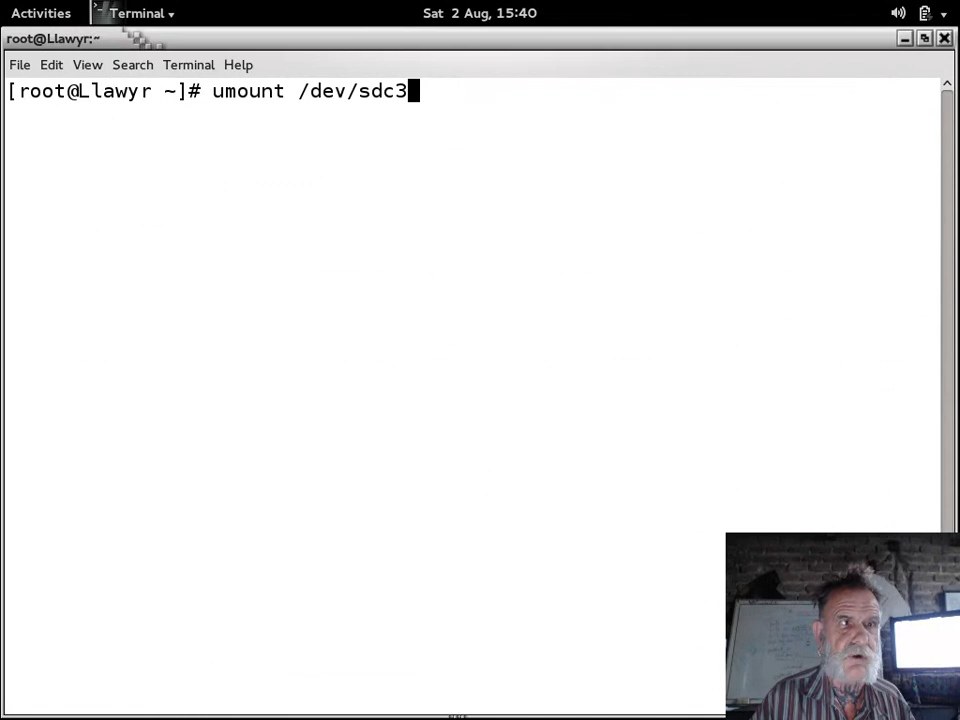 Activities Terminal Sat 2 Aug, 15:40
root@Llawyr:~
File Edit View Search Terminal Help
[root@Llawyr ~]# umount /dev/sdc3